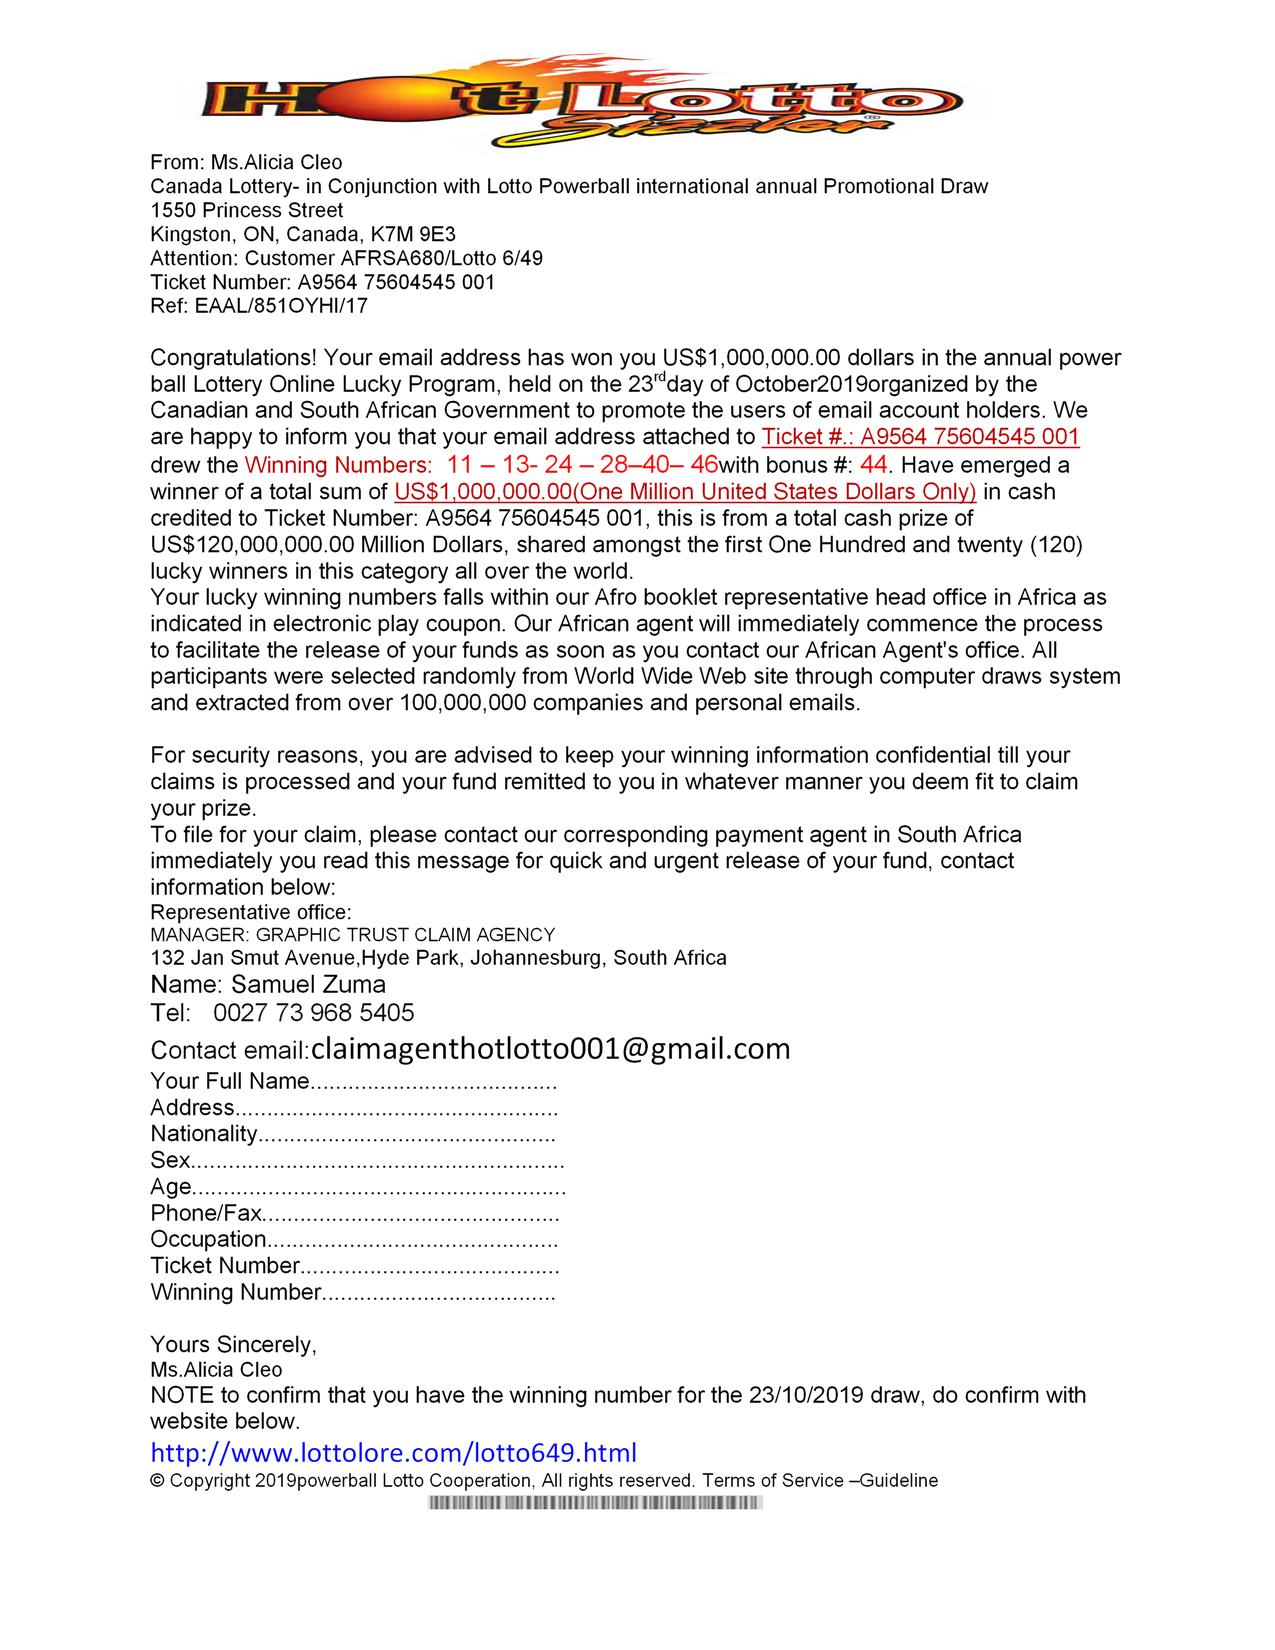 Hot Lotto
Sizzler®
From: Ms.Alicia Cleo
Canada Lottery- in Conjunction with Lotto Powerball international annual Promotional Draw
1550 Princess Street
Kingston, ON, Canada, K7M 9E3
Attention: Customer AFRSA680/Lotto 6/49
Ticket Number: A9564 75604545 001
Ref: EAAL/851OYHI/17
Congratulations! Your email address has won you US$1,000,000.00 dollars in the annual power
ball Lottery Online Lucky Program, held on the 23rdday of October2019organized by the
Canadian and South African Government to promote the users of email account holders. We
are happy to inform you that your email address attached to Ticket #.: A9564 75604545 001
drew the Winning Numbers:  11 – 13- 24 – 28–40– 46with bonus #: 44. Have emerged a
winner of a total sum of US$1,000,000.00(One Million United States Dollars Only) in cash
credited to Ticket Number: A9564 75604545 001, this is from a total cash prize of
US$120,000,000.00 Million Dollars, shared amongst the first One Hundred and twenty (120)
lucky winners in this category all over the world.
Your lucky winning numbers falls within our Afro booklet representative head office in Africa as
indicated in electronic play coupon. Our African agent will immediately commence the process
to facilitate the release of your funds as soon as you contact our African Agent's office. All
participants were selected randomly from World Wide Web site through computer draws system
and extracted from over 100,000,000 companies and personal emails.
For security reasons, you are advised to keep your winning information confidential till your
claims is processed and your fund remitted to you in whatever manner you deem fit to claim
your prize.
To file for your claim, please contact our corresponding payment agent in South Africa
immediately you read this message for quick and urgent release of your fund, contact
information below:
Representative office:
MANAGER: GRAPHIC TRUST CLAIM AGENCY
132 Jan Smut Avenue,Hyde Park, Johannesburg, South Africa
Name: Samuel Zuma
Tel:   0027 73 968 5405
Contact email:claimagenthotlotto001@gmail.com
Your Full Name.......................................
Address...................................................
Nationality...............................................
Sex...........................................................
Age...........................................................
Phone/Fax...............................................
Occupation..............................................
Ticket Number.........................................
Winning Number.....................................
Yours Sincerely,
Ms.Alicia Cleo
NOTE to confirm that you have the winning number for the 23/10/2019 draw, do confirm with
website below.
http://www.lottolore.com/lotto649.html
© Copyright 2019powerball Lotto Cooperation, All rights reserved. Terms of Service –Guideline